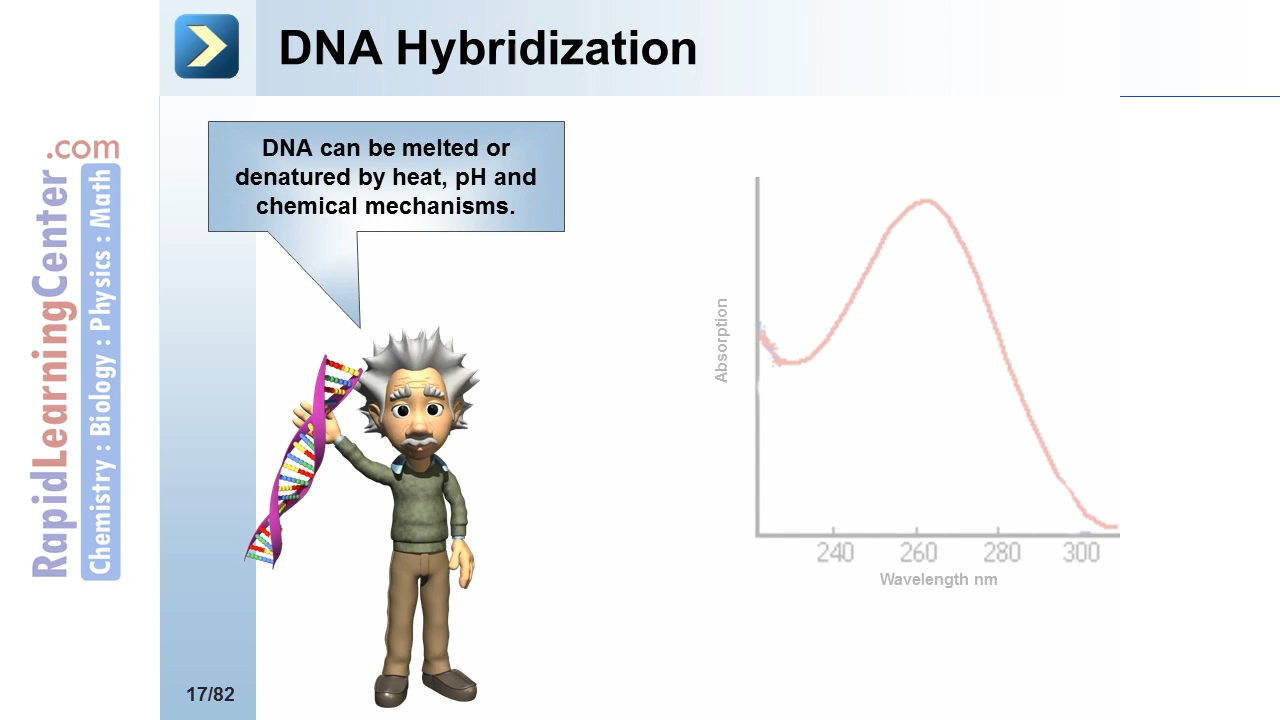 DNA Hybridization
.com
RapidLearningCenter
Chemistry : Biology : Physics : Math
DNA can be melted or
denatured by heat, pH and
chemical mechanisms.
Absorption
240 260 280 300
Wavelength nm
17/82